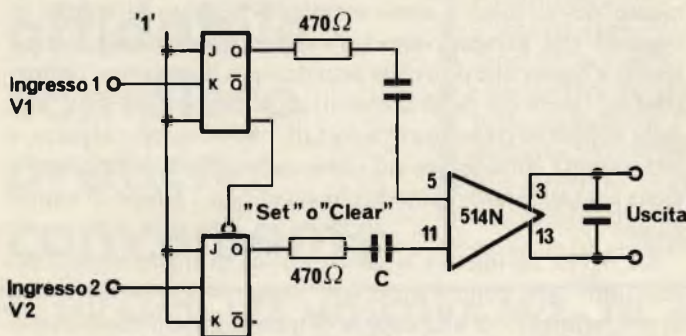 '1'
J Q
470Ω
Ingresso 1
V1
K Q̅
5
3
514N
Uscita
11
13
"Set" o "Clear"
J Q
470Ω
C
Ingresso 2
V2
K Q̅